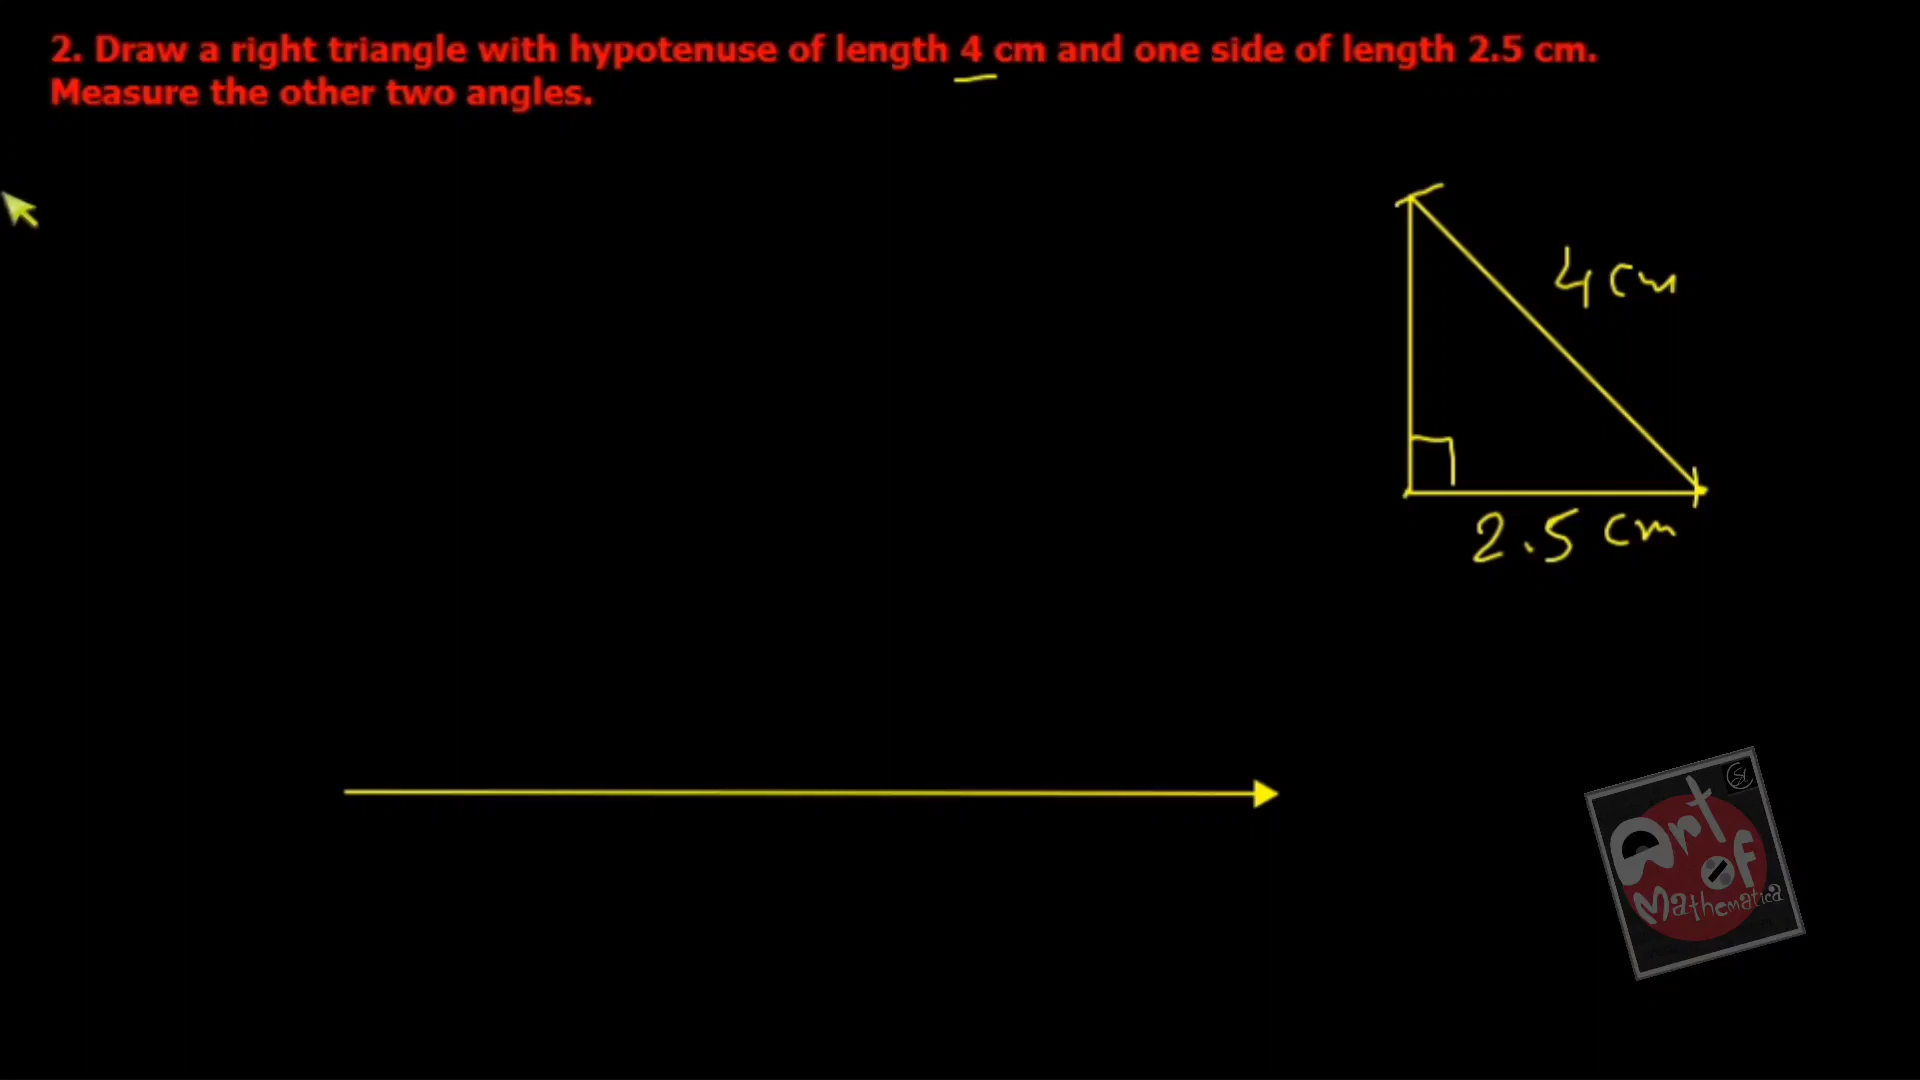 2. Draw a right triangle with hypotenuse of length 4 cm and one side of length 2.5 cm.
Measure the other two angles.
4 cm
2.5 cm
Art
Of
Mathematica